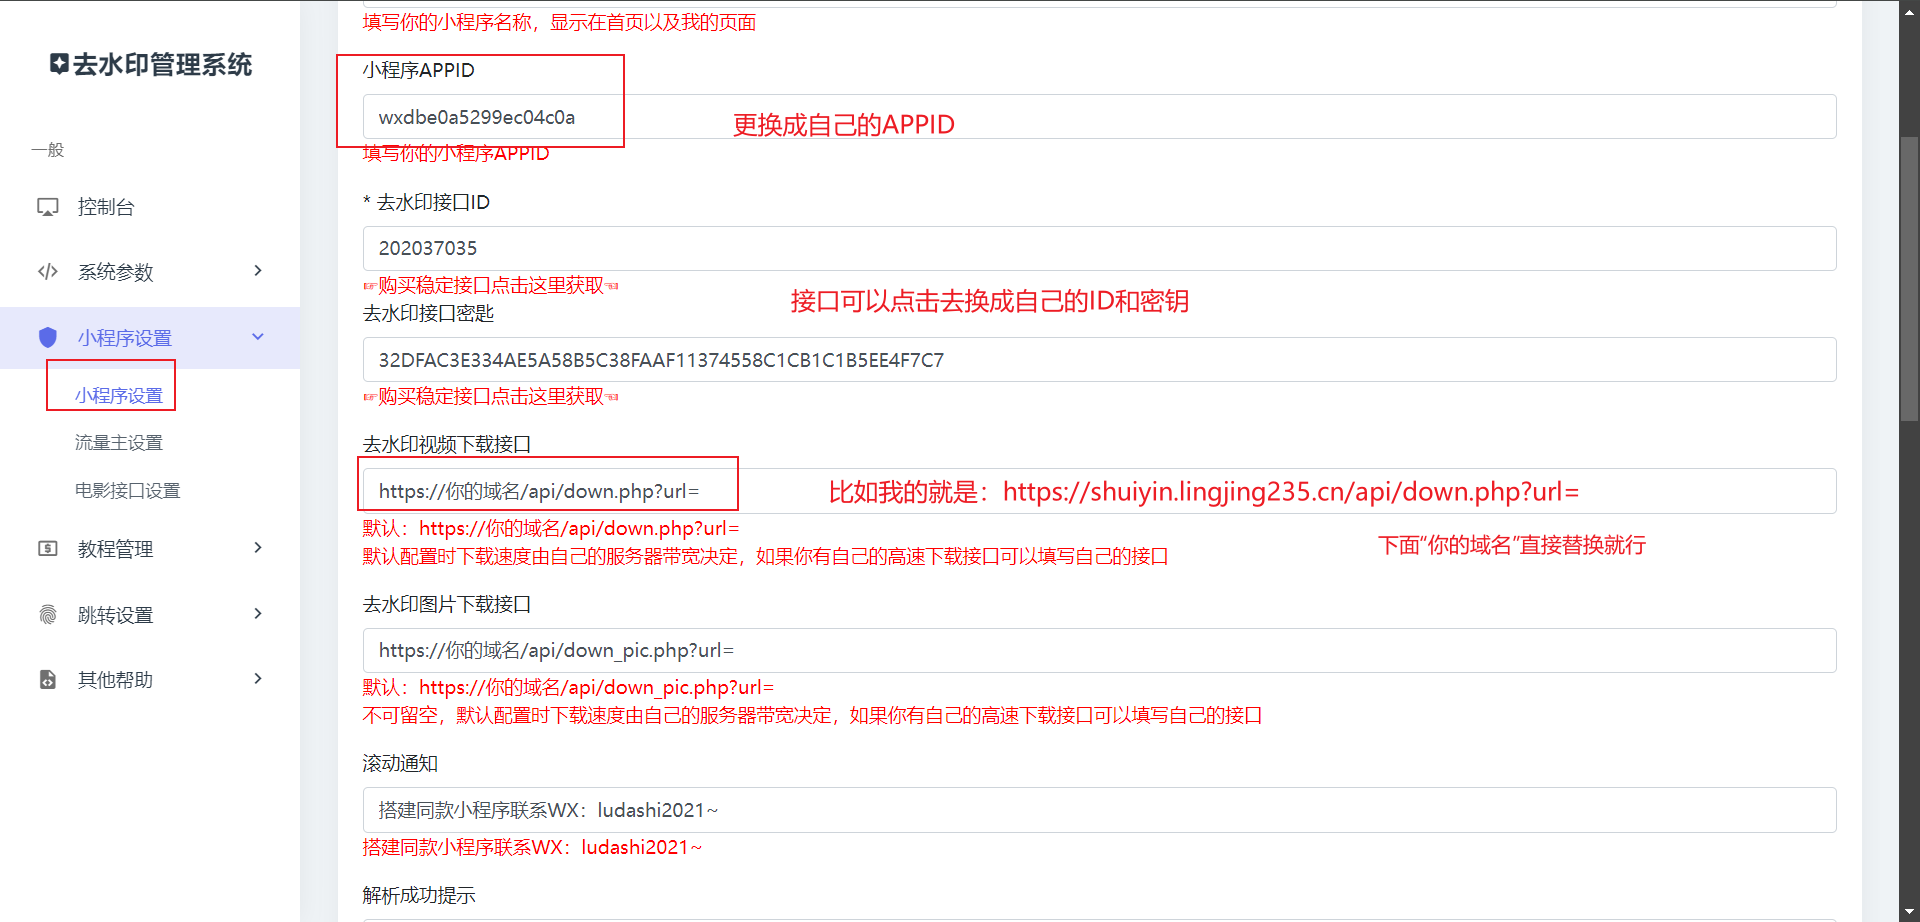 填写你的小程序名称，显示在首页以及我的页面
去水印管理系统
小程序APPID
wxdbe0a5299ec04c0a
更换成自己的APPID
填写你的小程序APPID
一般
控制台
系统参数
小程序设置
小程序设置
流量主设置
电影接口设置
教程管理
跳转设置
其他帮助
* 去水印接口ID
202037035
☞购买稳定接口点击这里获取☜
接口可以点击去换成自己的ID和密钥
去水印接口密匙
32DFAC3E334AE5A58B5C38FAAF11374558C1CB1C1B5EE4F7C7
☞购买稳定接口点击这里获取☜
去水印视频下载接口
https://你的域名/api/down.php?url=
比如我的就是：https://shuiyin.lingjing235.cn/api/down.php?url=
默认：https://你的域名/api/down.php?url=
下面“你的域名”直接替换就行
默认配置时下载速度由自己的服务器带宽决定，如果你有自己的高速下载接口可以填写自己的接口
去水印图片下载接口
https://你的域名/api/down_pic.php?url=
默认：https://你的域名/api/down_pic.php?url=
不可留空，默认配置时下载速度由自己的服务器带宽决定，如果你有自己的高速下载接口可以填写自己的接口
滚动通知
搭建同款小程序联系WX：ludashi2021~
搭建同款小程序联系WX：ludashi2021~
解析成功提示